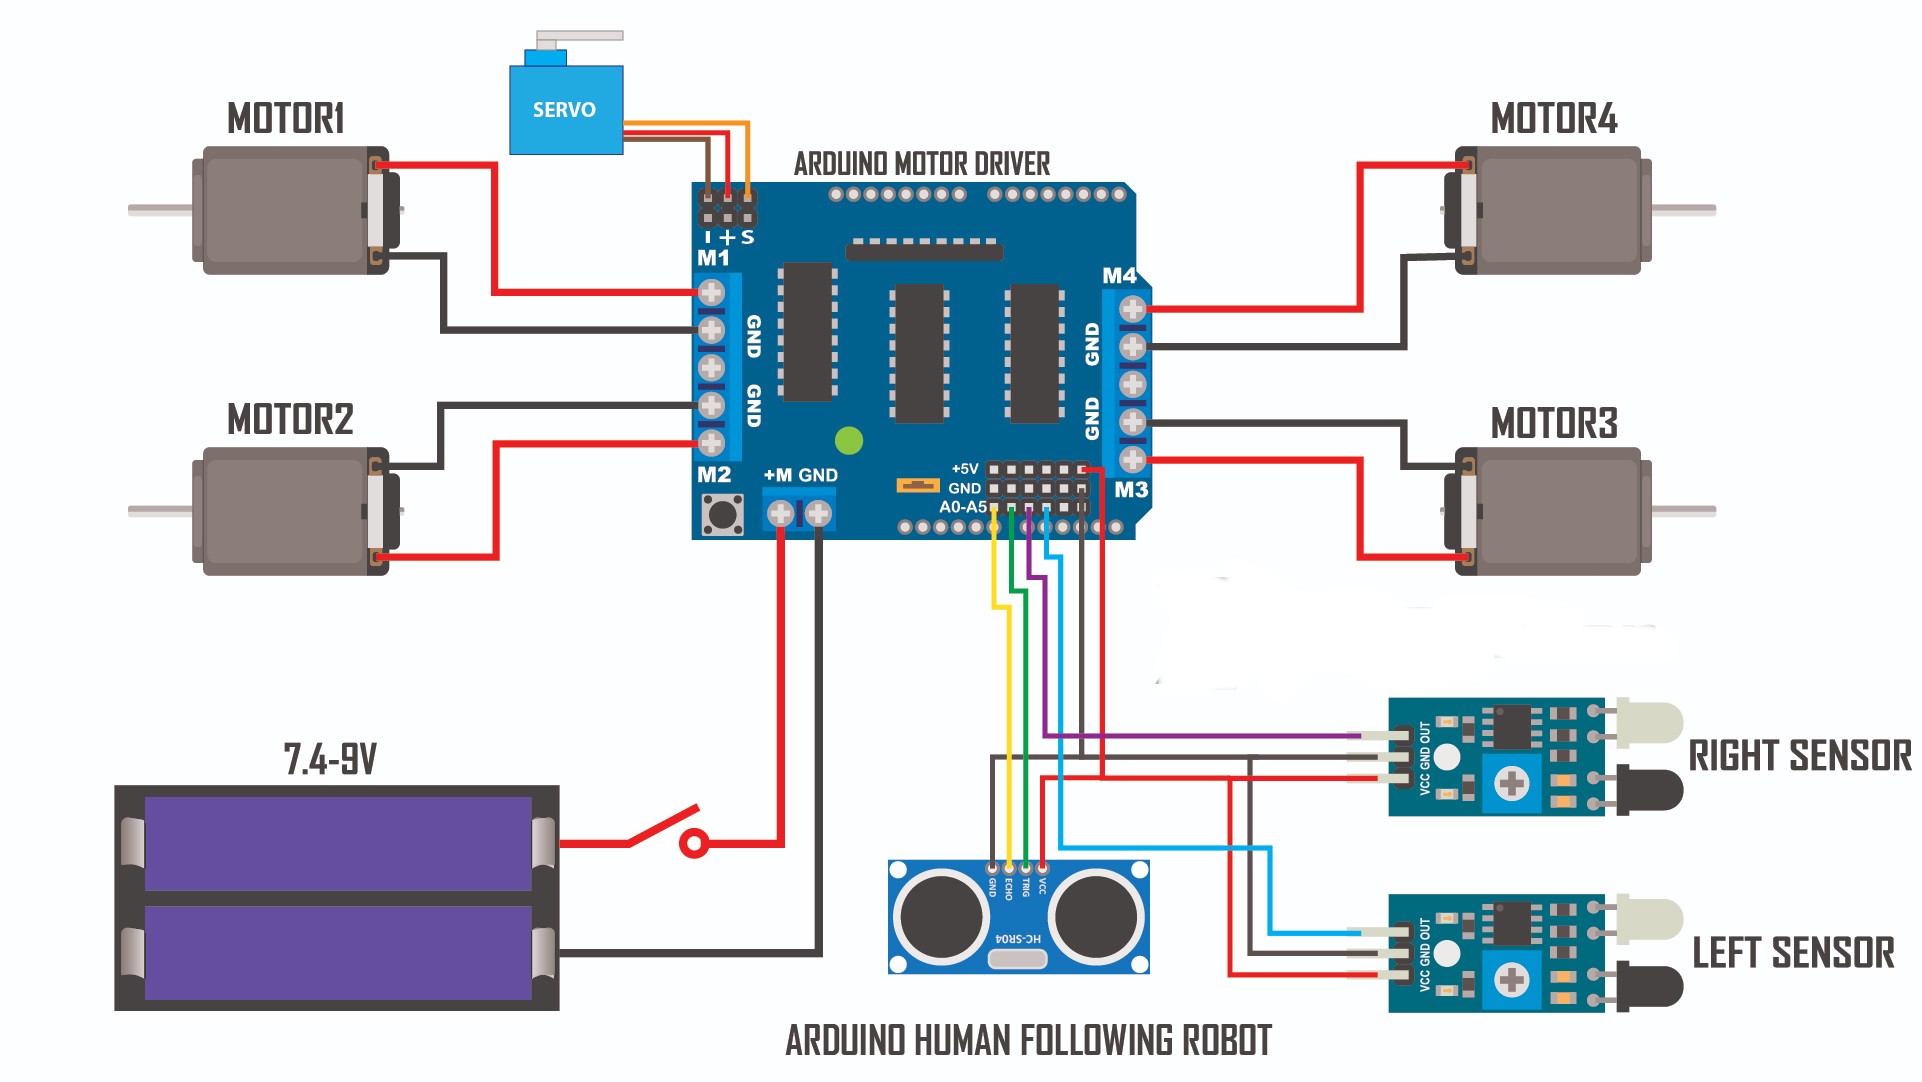 MOTOR1
SERVO
MOTOR4
ARDUINO MOTOR DRIVER
- + S
M1
M4
GND
GND
GND
GND
MOTOR2
MOTOR3
M2
+M GND
+5V
GND
A0-A5
M3
7.4-9V
VCC GND OUT
RIGHT SENSOR
GND
ECHO
TRIG
VCC
HC-SR04
VCC GND OUT
LEFT SENSOR
ARDUINO HUMAN FOLLOWING ROBOT